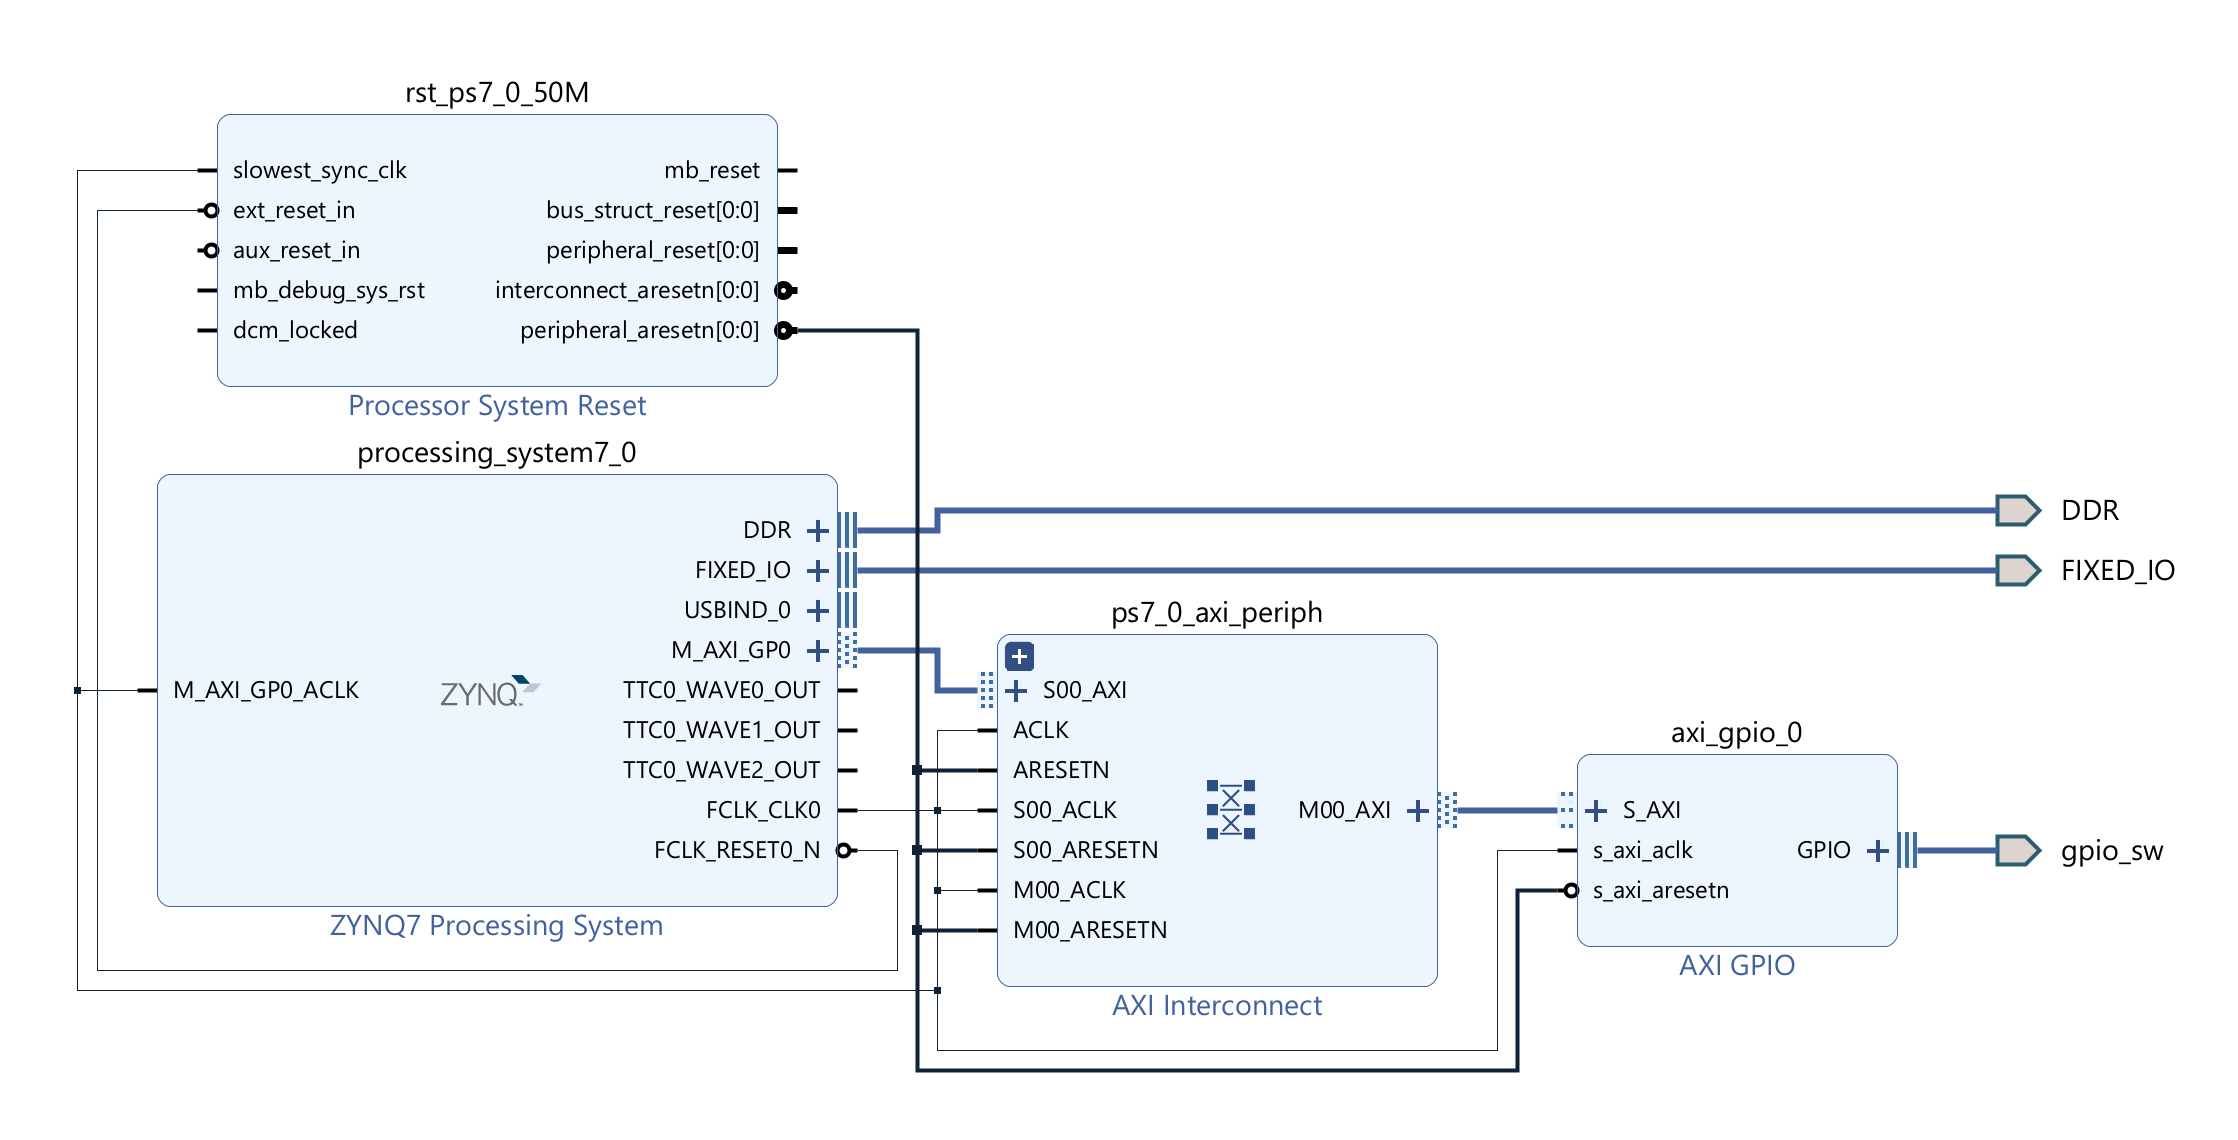 rst_ps7_0_50M
slowest_sync_clk
ext_reset_in
aux_reset_in
mb_debug_sys_rst
dcm_locked
mb_reset
bus_struct_reset[0:0]
peripheral_reset[0:0]
interconnect_aresetn[0:0]
peripheral_aresetn[0:0]
Processor System Reset
processing_system7_0
M_AXI_GP0_ACLK
ZYNQ
DDR
FIXED_IO
USBIND_0
M_AXI_GP0
TTC0_WAVE0_OUT
TTC0_WAVE1_OUT
TTC0_WAVE2_OUT
FCLK_CLK0
FCLK_RESET0_N
ZYNQ7 Processing System
ps7_0_axi_periph
S00_AXI
ACLK
ARESETN
S00_ACLK
S00_ARESETN
M00_ACLK
M00_ARESETN
M00_AXI
AXI Interconnect
axi_gpio_0
S_AXI
s_axi_aclk
s_axi_aresetn
GPIO
AXI GPIO
DDR
FIXED_IO
gpio_sw